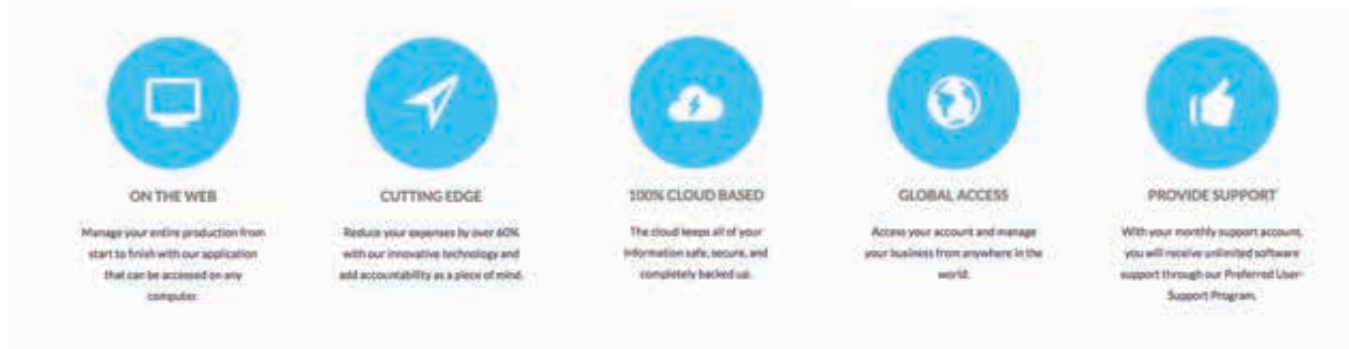 ON THE WEB
Manage your entire production from
start to finish with our application
that can be accessed on any
computer.
CUTTING EDGE
Reduce your expenses by over 60%
with our innovative technology and
add accountability as a piece of mind.
100% CLOUD BASED
The cloud keeps all of your
information safe, secure, and
completely backed up.
GLOBAL ACCESS
Access your account and manage
your business from anywhere in the
world.
PROVIDE SUPPORT
With your monthly support account,
you will receive unlimited software
support through our Preferred User-
Support Program.